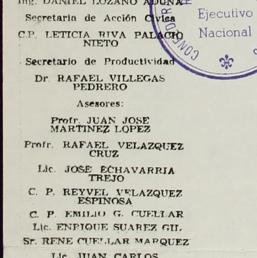 Ing. DANIEL LOZANO ADUNA
Secretario de Acción Cívica
C.P. LETICIA RIVA PALACIO
NIETO
Secretario de Productividad
Dr. RAFAEL VILLEGAS
PEDRERO
Asesores:
Profr. JUAN JOSE
MARTINEZ LOPEZ
Profr. RAFAEL VELAZQUEZ
CRUZ
Lic. JOSE ECHAVARRIA
TREJO
C. P. REYVEL VELAZQUEZ
ESPINOSA
C. P. EMILIO G. CUELLAR
Lic. ENRIQUE SUAREZ GIL
Sr. RENE CUELLAR MARQUEZ
Lic. JUAN CARLOS
Ejecutivo
Nacional